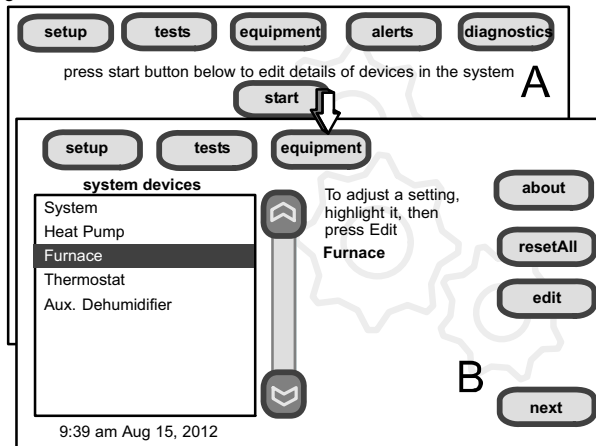 setup tests equipment alerts diagnostics
press start button below to edit details of devices in the system
A
start
setup tests equipment
system devices
System
Heat Pump
Furnace
Thermostat
Aux. Dehumidifier
9:39 am Aug 15, 2012
To adjust a setting,
highlight it, then
press Edit
Furnace
about
resetAll
edit
B
next